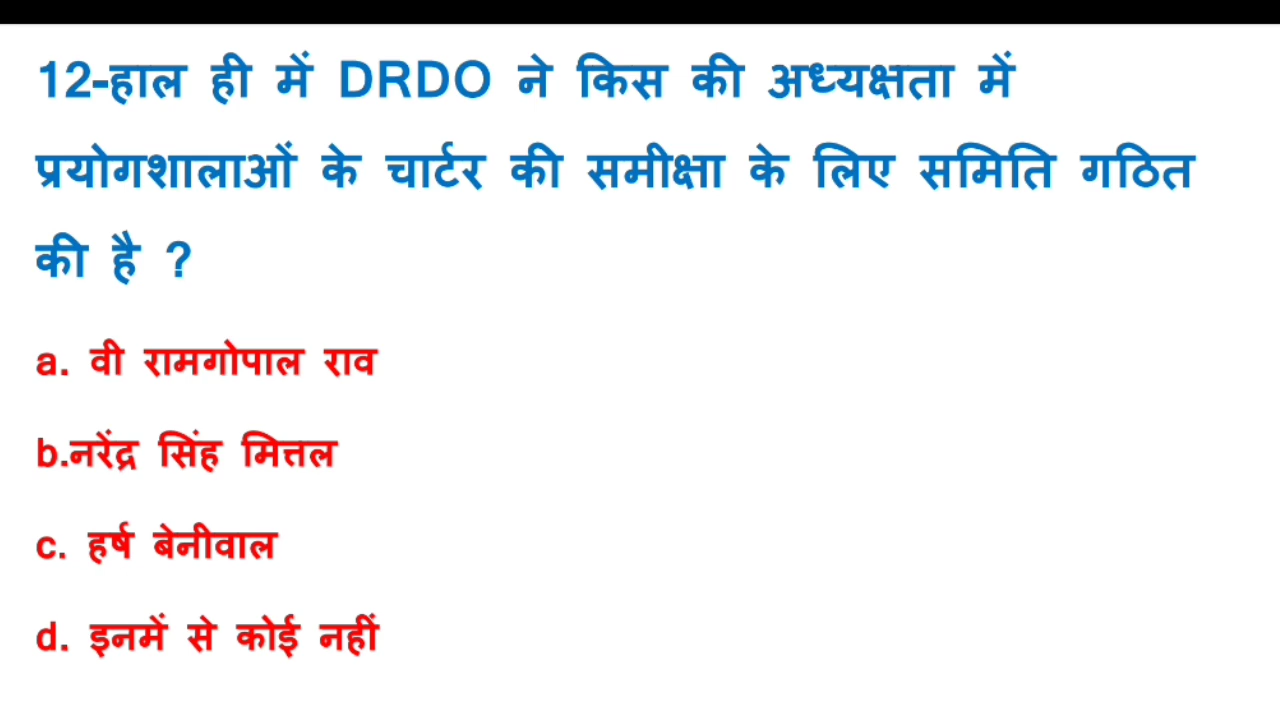 12-हाल ही में DRDO ने किस की अध्यक्षता में
प्रयोगशालाओं के चार्टर की समीक्षा के लिए समिति गठित
की है ?
a. वी रामगोपाल राव
b.नरेंद्र सिंह मित्तल
c. हर्ष बेनीवाल
d. इनमें से कोई नहीं